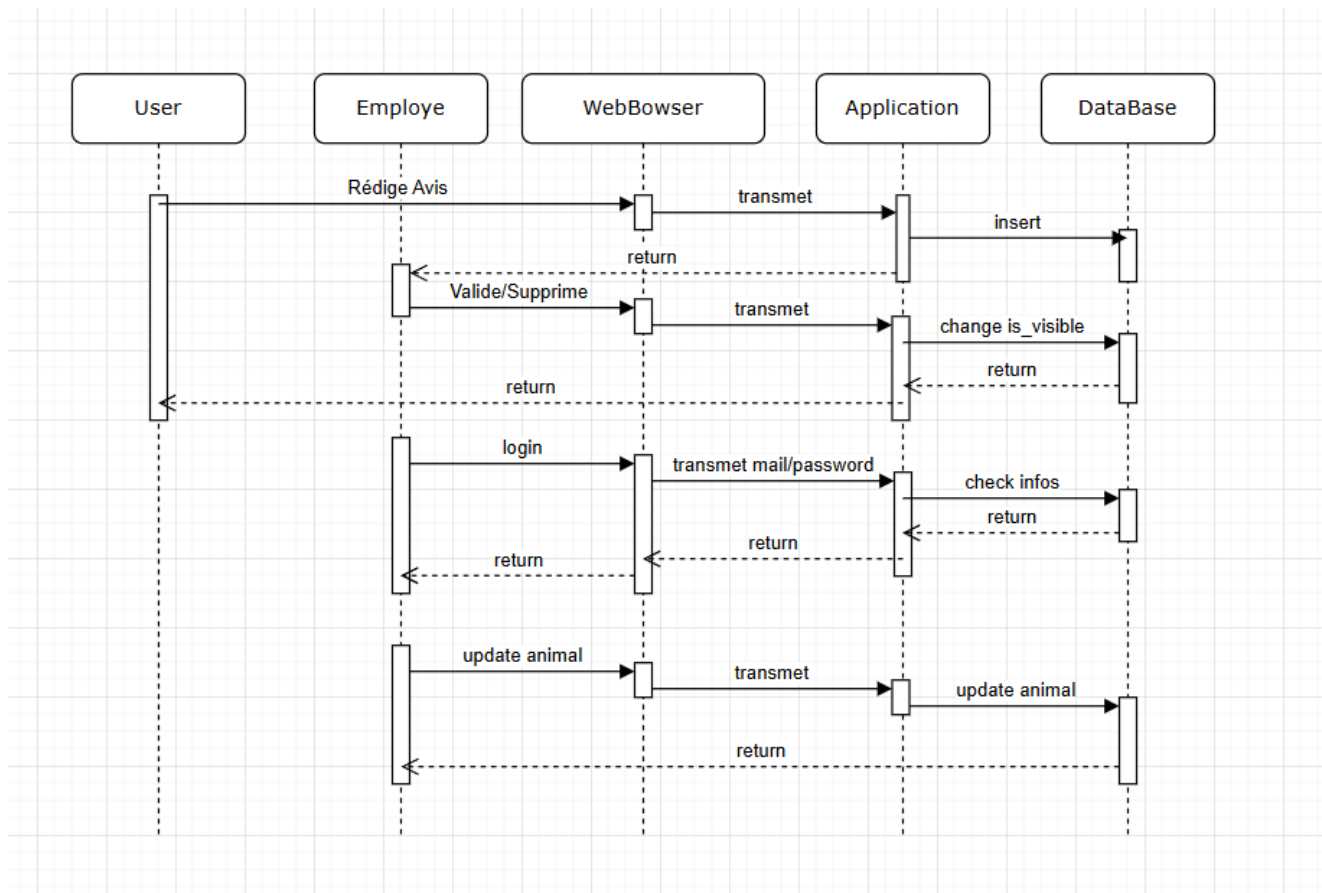 User
Employe
WebBowser
Application
DataBase
Rédige Avis
transmet
insert
return
Valide/Supprime
transmet
change is_visible
return
return
login
transmet mail/password
check infos
return
return
return
update animal
transmet
update animal
return